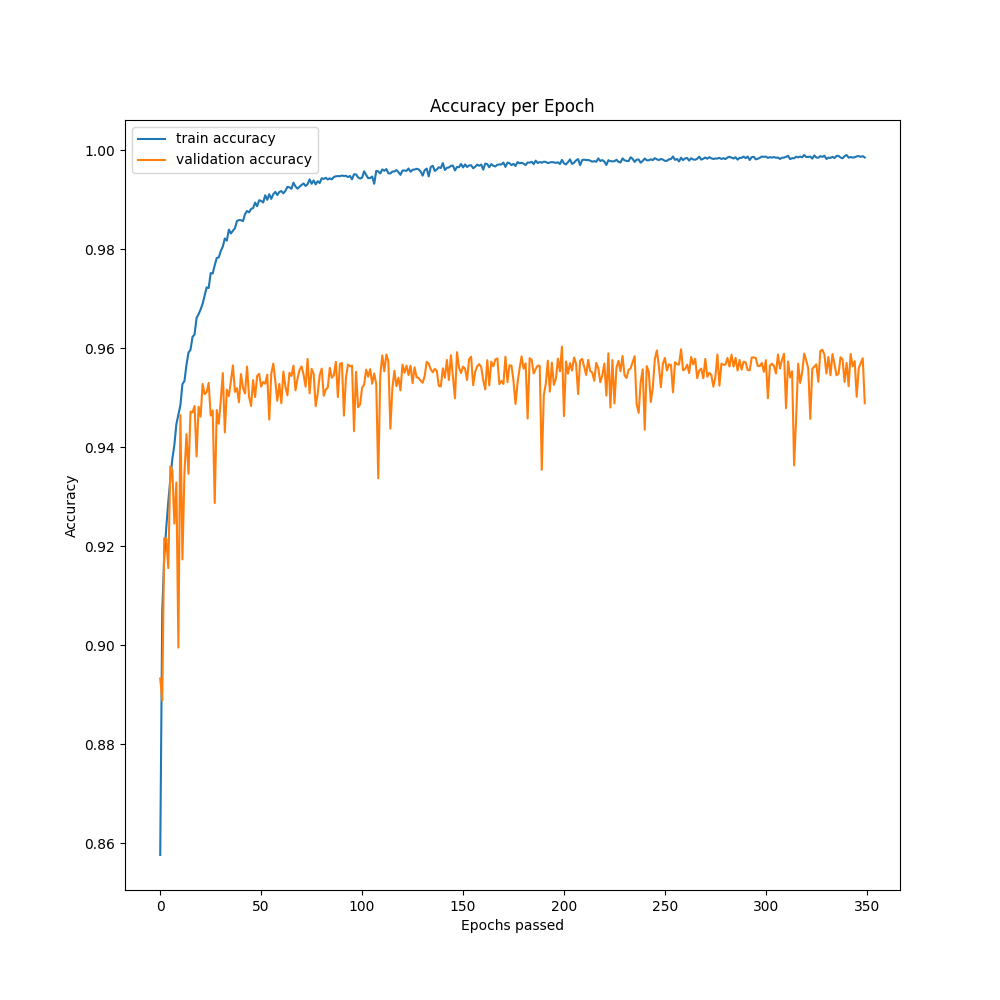 Accuracy per Epoch
train accuracy
validation accuracy
1.00
0.98
0.96
0.94
0.92
0.90
0.88
0.86
Accuracy
0 50 100 150 200 250 300 350
Epochs passed